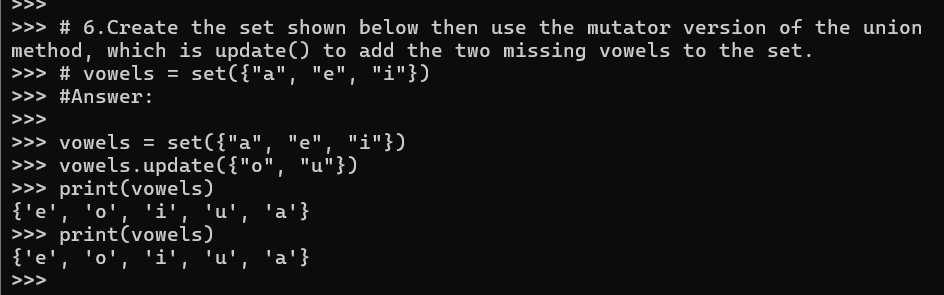 >>>
>>> # 6.Create the set shown below then use the mutator version of the union
method, which is update() to add the two missing vowels to the set.
>>> # vowels = set({"a", "e", "i"})
>>> #Answer:
>>>
>>> vowels = set({"a", "e", "i"})
>>> vowels.update({"o", "u"})
>>> print(vowels)
{'e', 'o', 'i', 'u', 'a'}
>>> print(vowels)
{'e', 'o', 'i', 'u', 'a'}
>>>